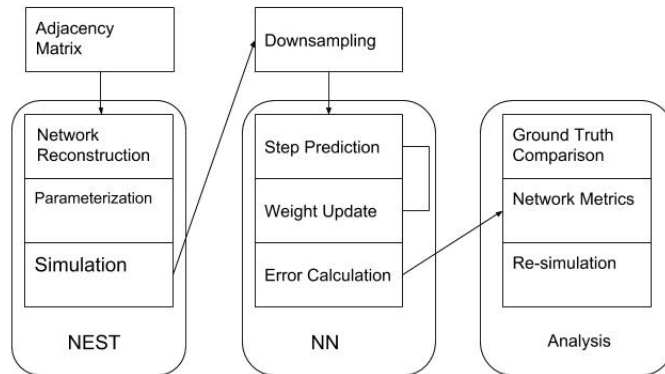 Adjacency
Matrix
Network
Reconstruction
Parameterization
Simulation
NEST
Downsampling
Step Prediction
Weight Update
Error Calculation
NN
Ground Truth
Comparison
Network Metrics
Re-simulation
Analysis